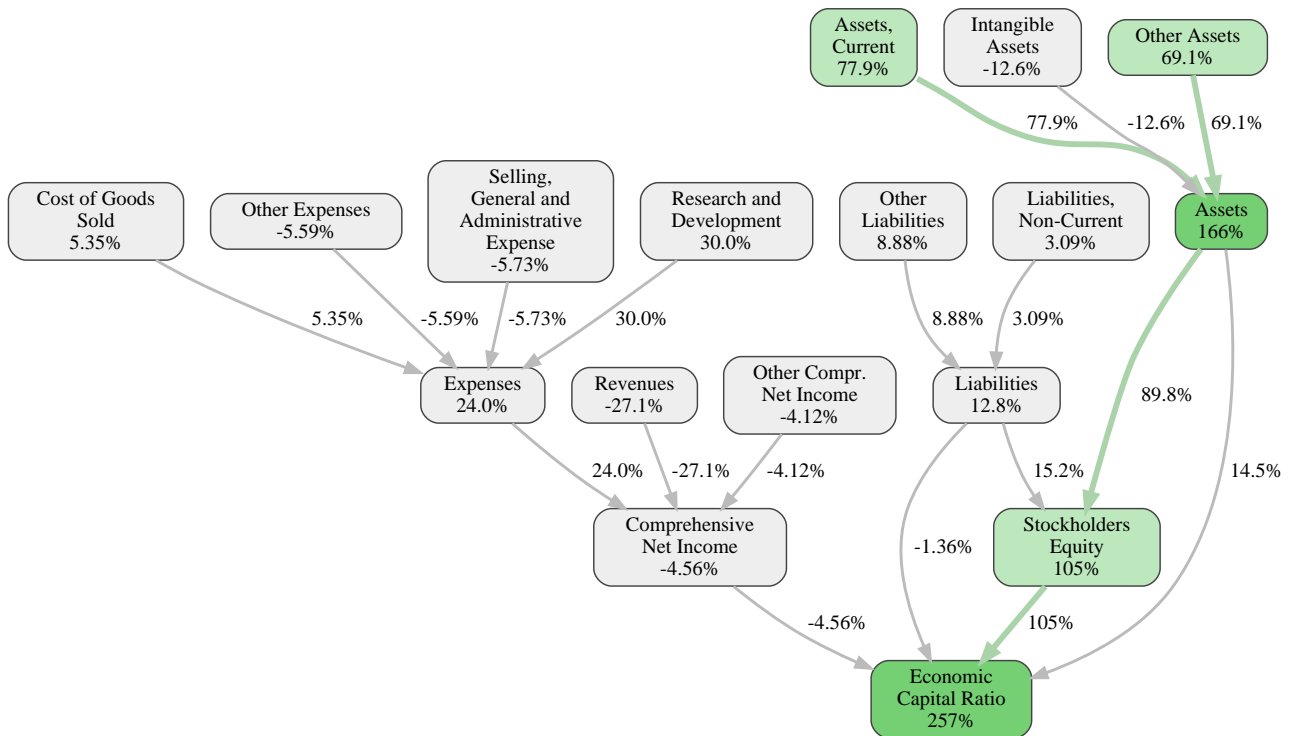 Assets,
Current
77.9%
Intangible
Assets
-12.6%
Other Assets
69.1%
77.9%
-12.6%
69.1%
Cost of Goods
Sold
5.35%
Other Expenses
-5.59%
Selling,
General and
Administrative
Expense
-5.73%
Research and
Development
30.0%
Other
Liabilities
8.88%
Liabilities,
Non-Current
3.09%
Assets
166%
5.35%
-5.59%
-5.73%
30.0%
8.88%
3.09%
Expenses
24.0%
Revenues
-27.1%
Other Compr.
Net Income
-4.12%
Liabilities
12.8%
89.8%
24.0%
-27.1%
-4.12%
15.2%
14.5%
Comprehensive
Net Income
-4.56%
-1.36%
Stockholders
Equity
105%
-4.56%
105%
Economic
Capital Ratio
257%